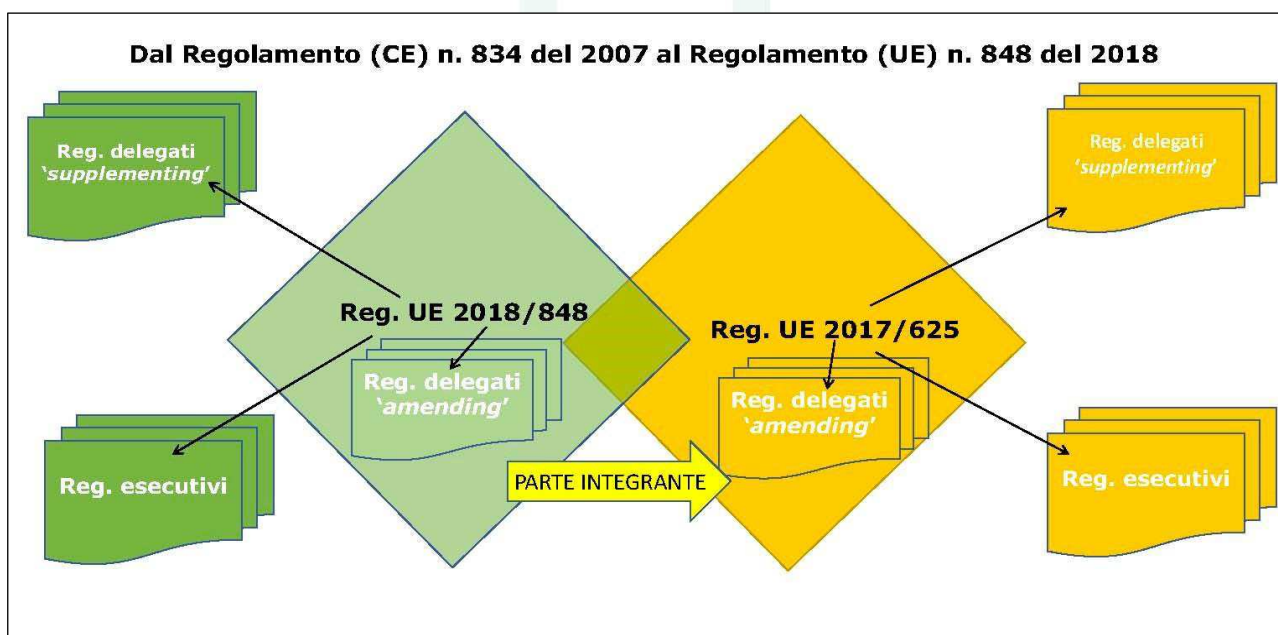 Dal Regolamento (CE) n. 834 del 2007 al Regolamento (UE) n. 848 del 2018
Reg. delegati
‘supplementing’
Reg. delegati
‘supplementing’
Reg. UE 2018/848
Reg. UE 2017/625
Reg. delegati
‘amending’
Reg. delegati
‘amending’
PARTE INTEGRANTE
Reg. esecutivi
Reg. esecutivi